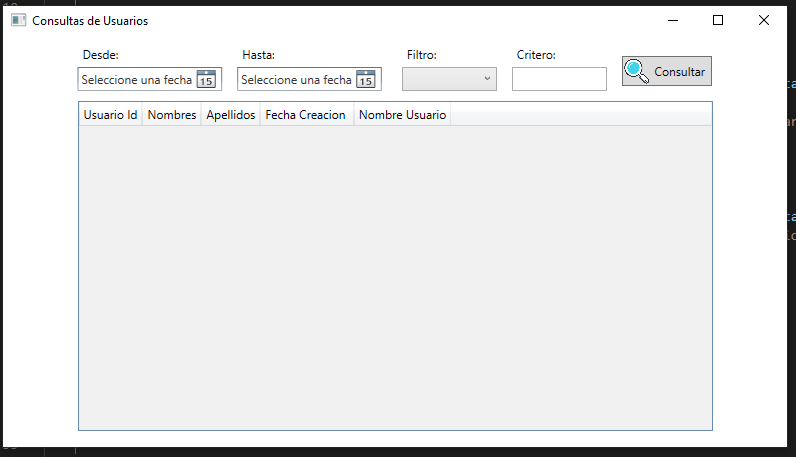 Consultas de Usuarios
Desde: Hasta: Filtro: Critero:
Seleccione una fecha 15 Seleccione una fecha 15 Consultar
Usuario Id Nombres Apellidos Fecha Creacion Nombre Usuario